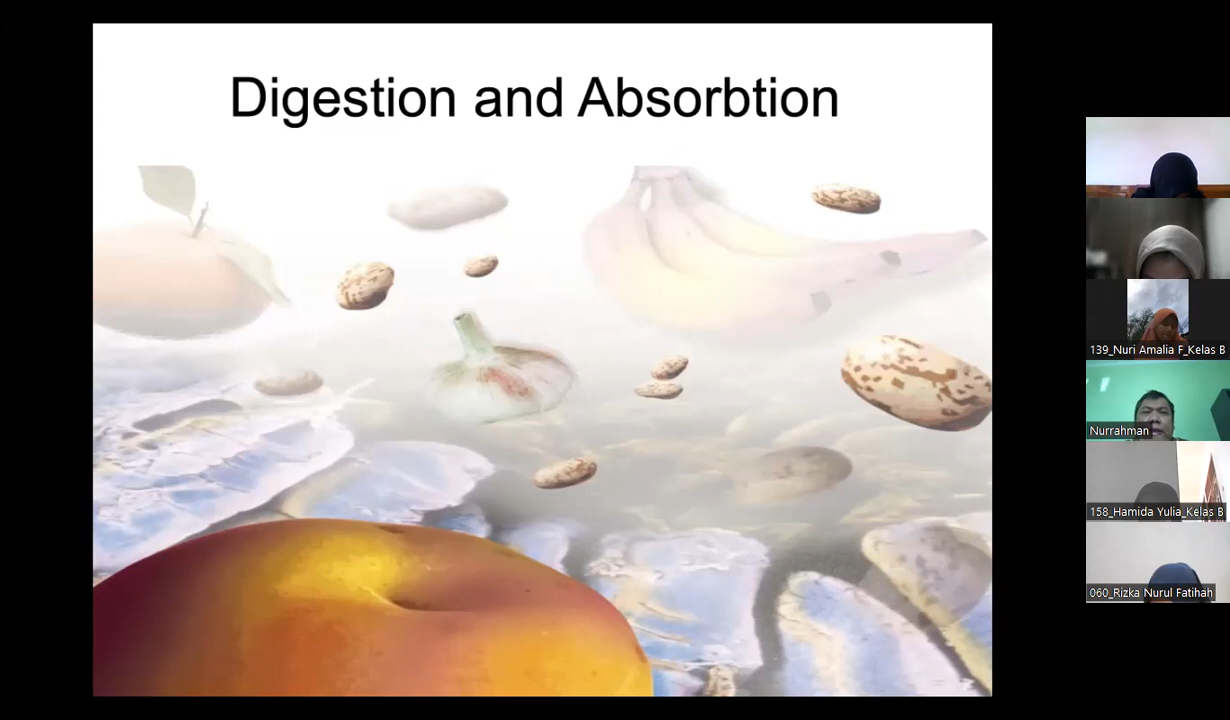 Digestion and Absorbtion
139_Nuri Amalia F_Kelas B
Nurrahman
158_Hamida Yulia_Kelas B
060_Rizka Nurul Fatihah